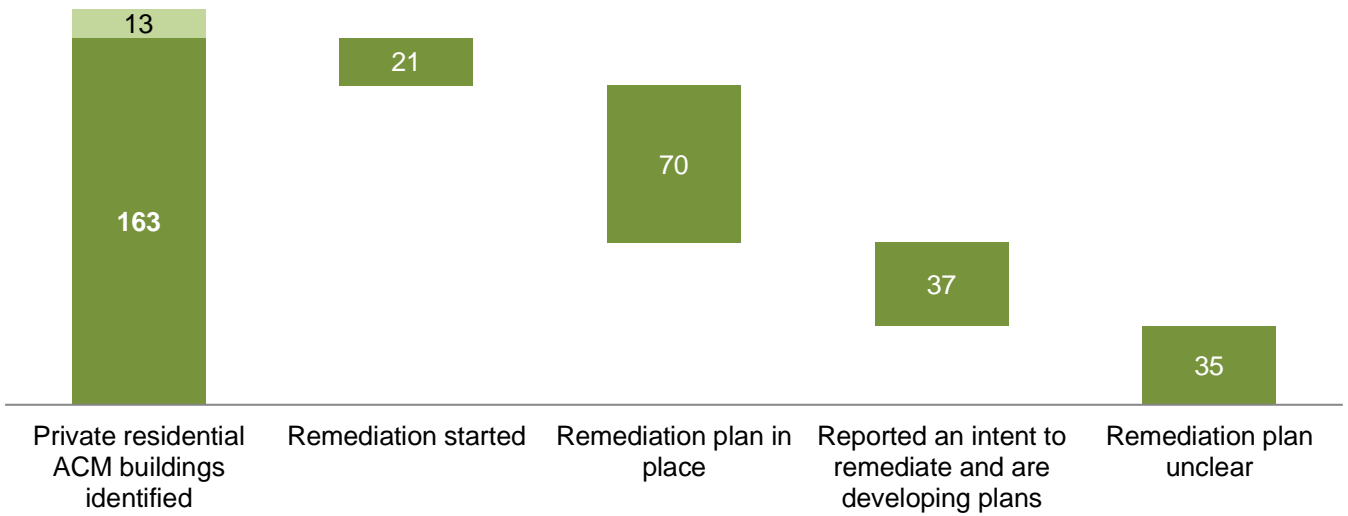 13
21
70
163
37
35
Private residential
ACM buildings
identified
Remediation started
Remediation plan in
place
Reported an intent to
remediate and are
developing plans
Remediation plan
unclear